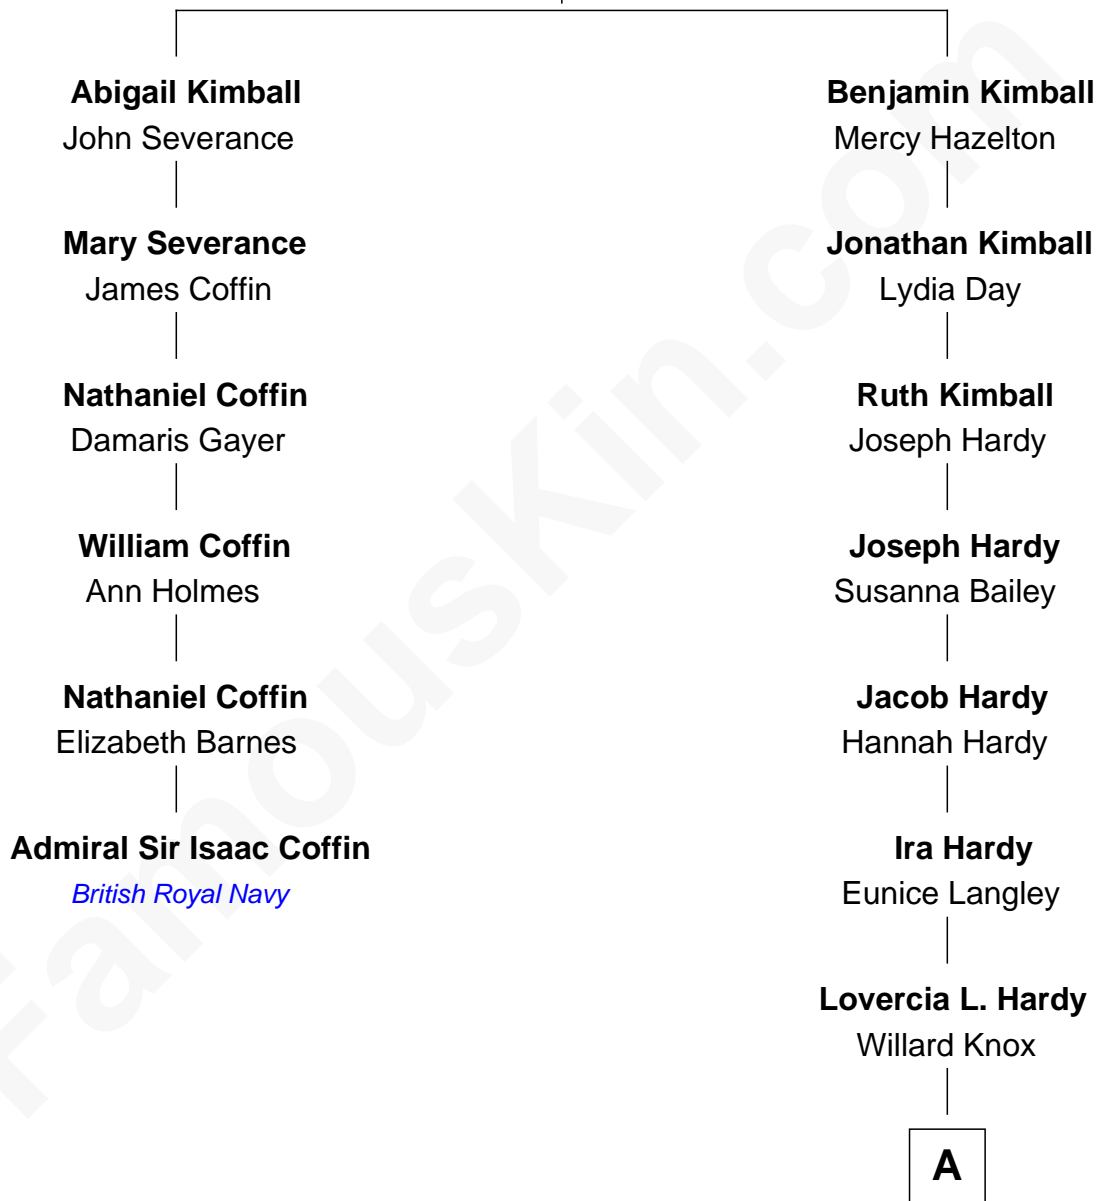 Abigail Kimball
John Severance
Mary Severance
James Coffin
Nathaniel Coffin
Damaris Gayer
William Coffin
Ann Holmes
Nathaniel Coffin
Elizabeth Barnes
Admiral Sir Isaac Coffin
British Royal Navy
Benjamin Kimball
Mercy Hazelton
Jonathan Kimball
Lydia Day
Ruth Kimball
Joseph Hardy
Joseph Hardy
Susanna Bailey
Jacob Hardy
Hannah Hardy
Ira Hardy
Eunice Langley
Lovercia L. Hardy
Willard Knox
A
FamousKin.com